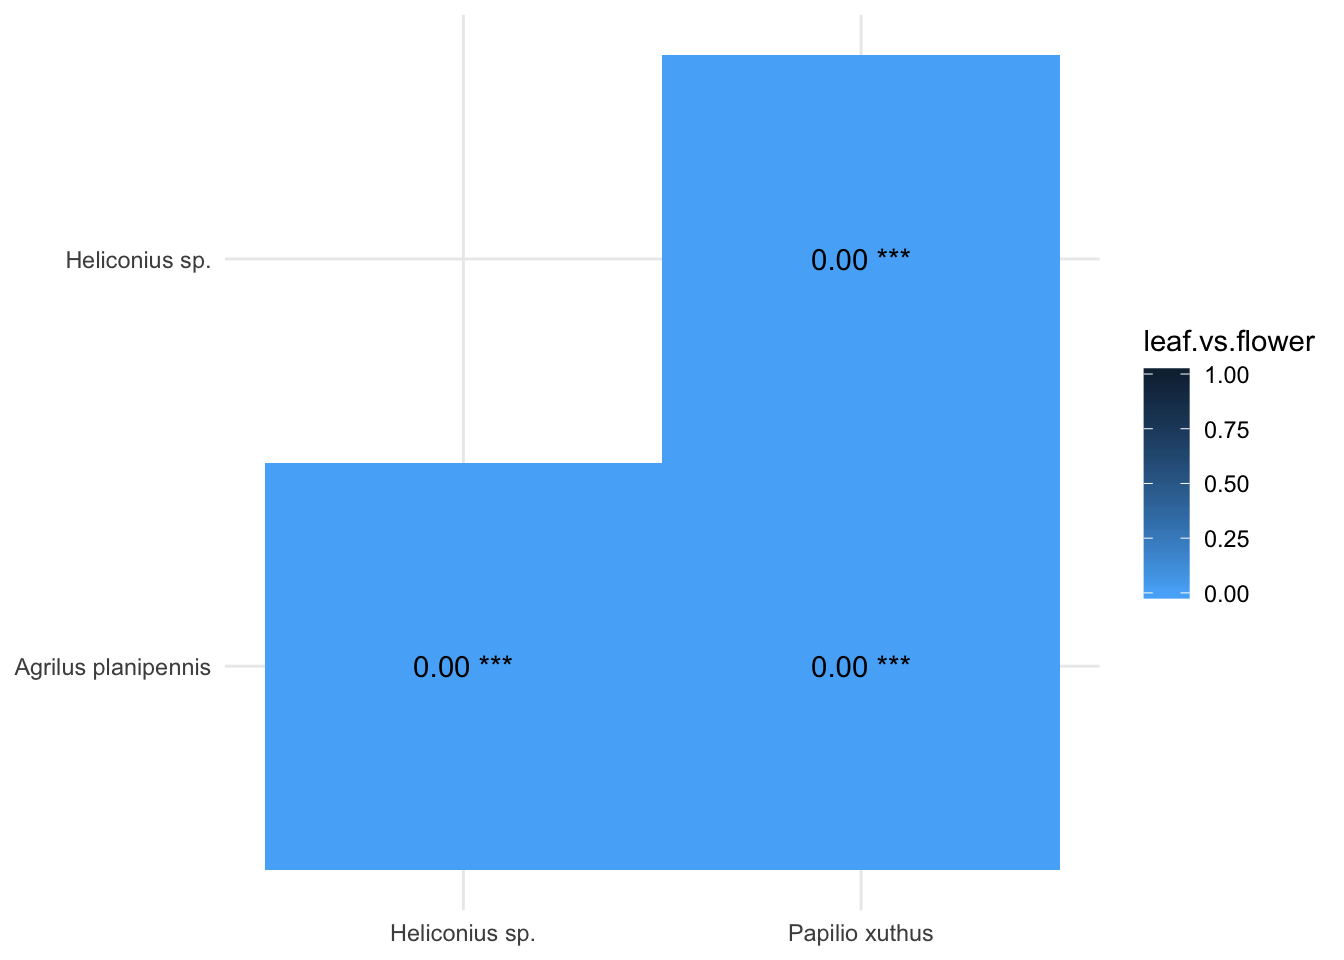 Heliconius sp.
0.00 ***
leaf.vs.flower
1.00
0.75
0.50
0.25
0.00
Agrilus planipennis
0.00 ***
0.00 ***
Heliconius sp.
Papilio xuthus